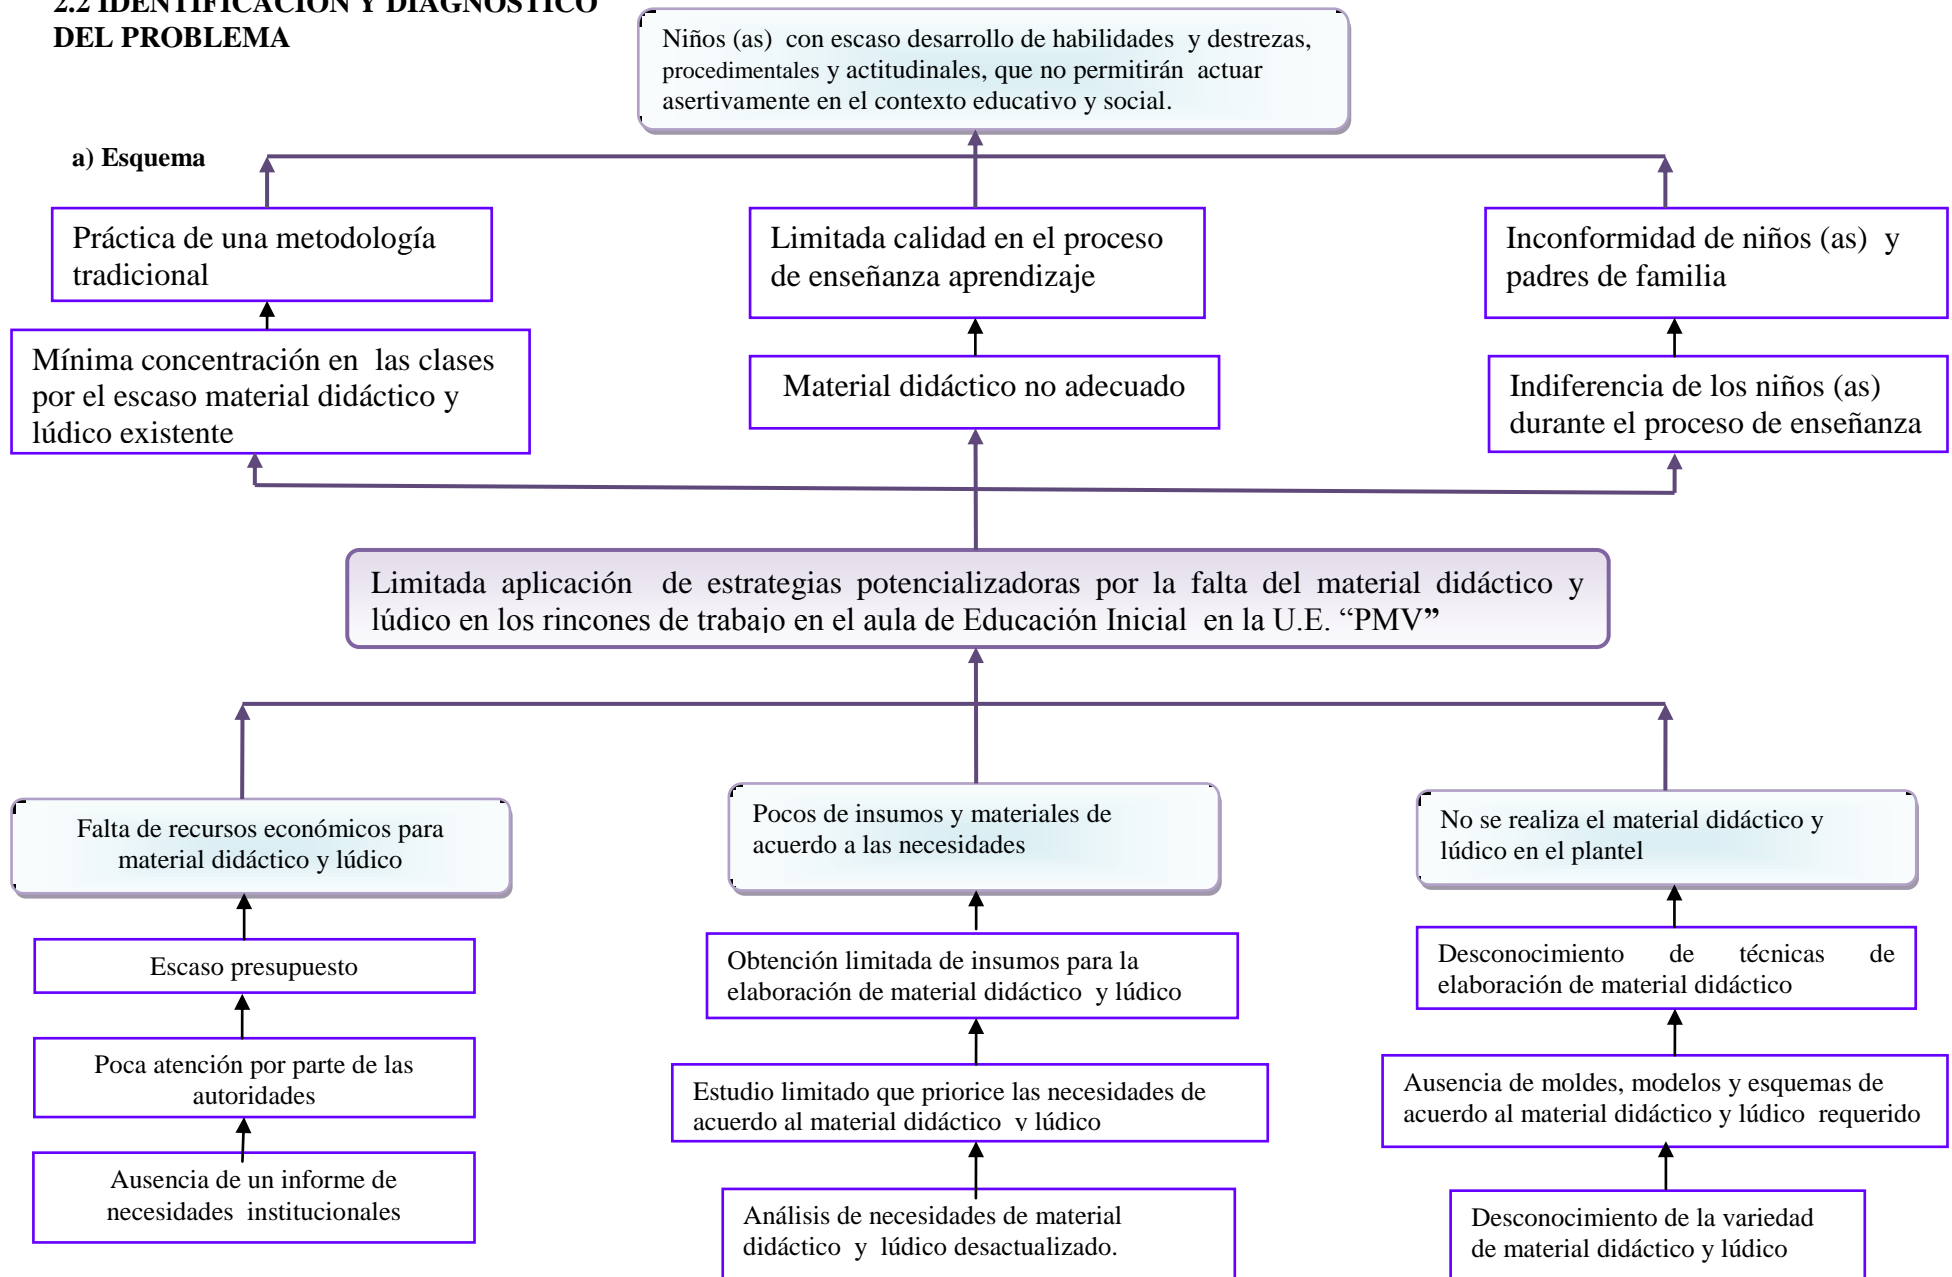 2.2 IDENTIFICACIÓN Y DIAGNÓSTICO
DEL PROBLEMA
Niños (as) con escaso desarrollo de habilidades y destrezas,
procedimentales y actitudinales, que no permitirán actuar
asertivamente en el contexto educativo y social.
a) Esquema
Práctica de una metodología
tradicional
Limitada calidad en el proceso
de enseñanza aprendizaje
Inconformidad de niños (as) y
padres de familia
Mínima concentración en las clases
por el escaso material didáctico y
lúdico existente
Material didáctico no adecuado
Indiferencia de los niños (as)
durante el proceso de enseñanza
Limitada aplicación de estrategias potencializadoras por la falta del material didáctico y
lúdico en los rincones de trabajo en el aula de Educación Inicial en la U.E. “PMV”
Falta de recursos económicos para
material didáctico y lúdico
Pocos de insumos y materiales de
acuerdo a las necesidades
No se realiza el material didáctico y
lúdico en el plantel
Escaso presupuesto
Obtención limitada de insumos para la
elaboración de material didáctico y lúdico
Desconocimiento de técnicas de
elaboración de material didáctico
Poca atención por parte de las
autoridades
Estudio limitado que priorice las necesidades de
acuerdo al material didáctico y lúdico
Ausencia de moldes, modelos y esquemas de
acuerdo al material didáctico y lúdico requerido
Ausencia de un informe de
necesidades institucionales
Análisis de necesidades de material
didáctico y lúdico desactualizado.
Desconocimiento de la variedad
de material didáctico y lúdico